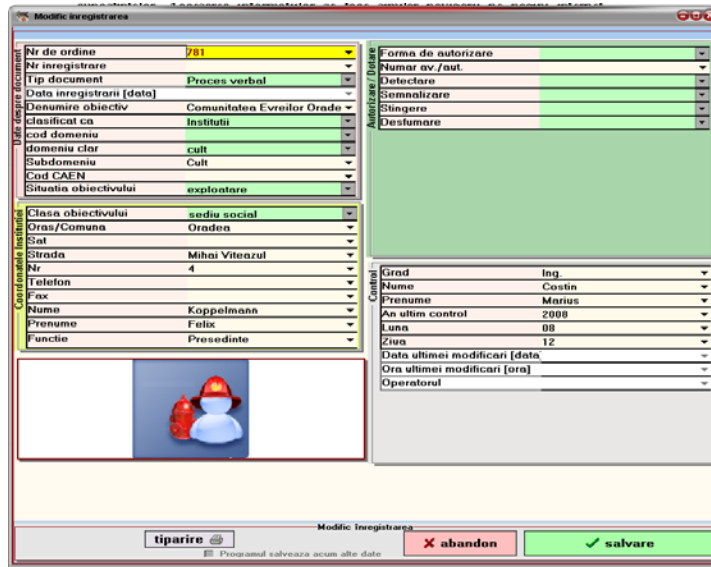 Modific inregistrarea
Date despre document
Nr de ordine 781
Nr inregistrare
Tip document Proces verbal
Data inregistrarii [data]
Denumire obiectiv Comunitatea Evreilor Orade
clasificat ca Institutii
cod domeniu
domeniu clar cult
Subdomeniu Cult
Cod CAEN
Situatia obiectivului exploatare
Coordonatele Institutiei
Clasa obiectivului sediu social
Oras/Comuna Oradea
Sat
Strada Mihai Viteazul
Nr 4
Telefon
Fax
Nume Koppelmann
Prenume Felix
Functie Presedinte
Autorizare / Dotare
Forma de autorizare
Numar av./aut.
Detectare
Semnalizare
Stingere
Desfumare
Control
Grad Ing.
Nume Costin
Prenume Marius
An ultim control 2008
Luna 08
Ziua 12
Data ultimei modificari [data]
Ora ultimei modificari [ora]
Operatorul
Modific înregistrarea
tiparire
Programul salveaza acum alte date
abandon
salvare